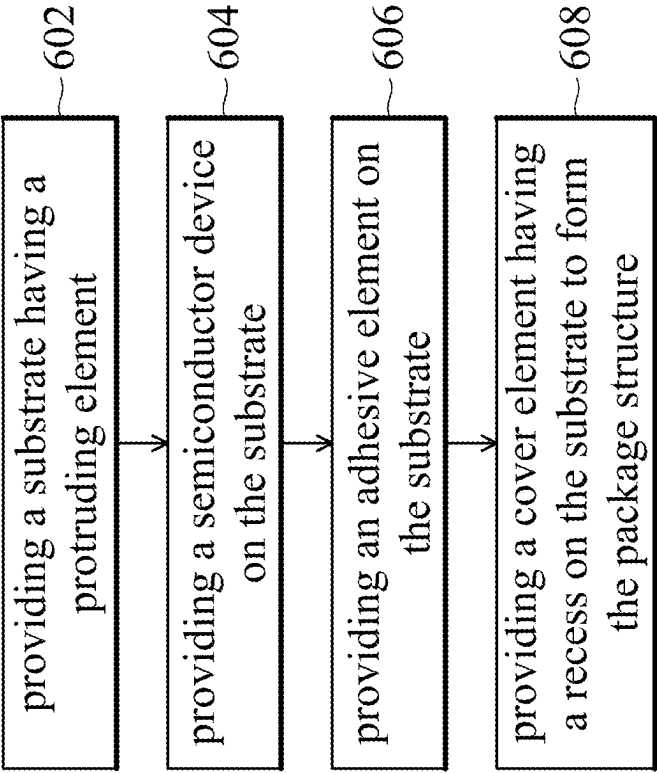 602
providing a substrate having a
protruding element
604
providing a semiconductor device
on the substrate
606
providing an adhesive element on
the substrate
608
providing a cover element having
a recess on the substrate to form
the package structure